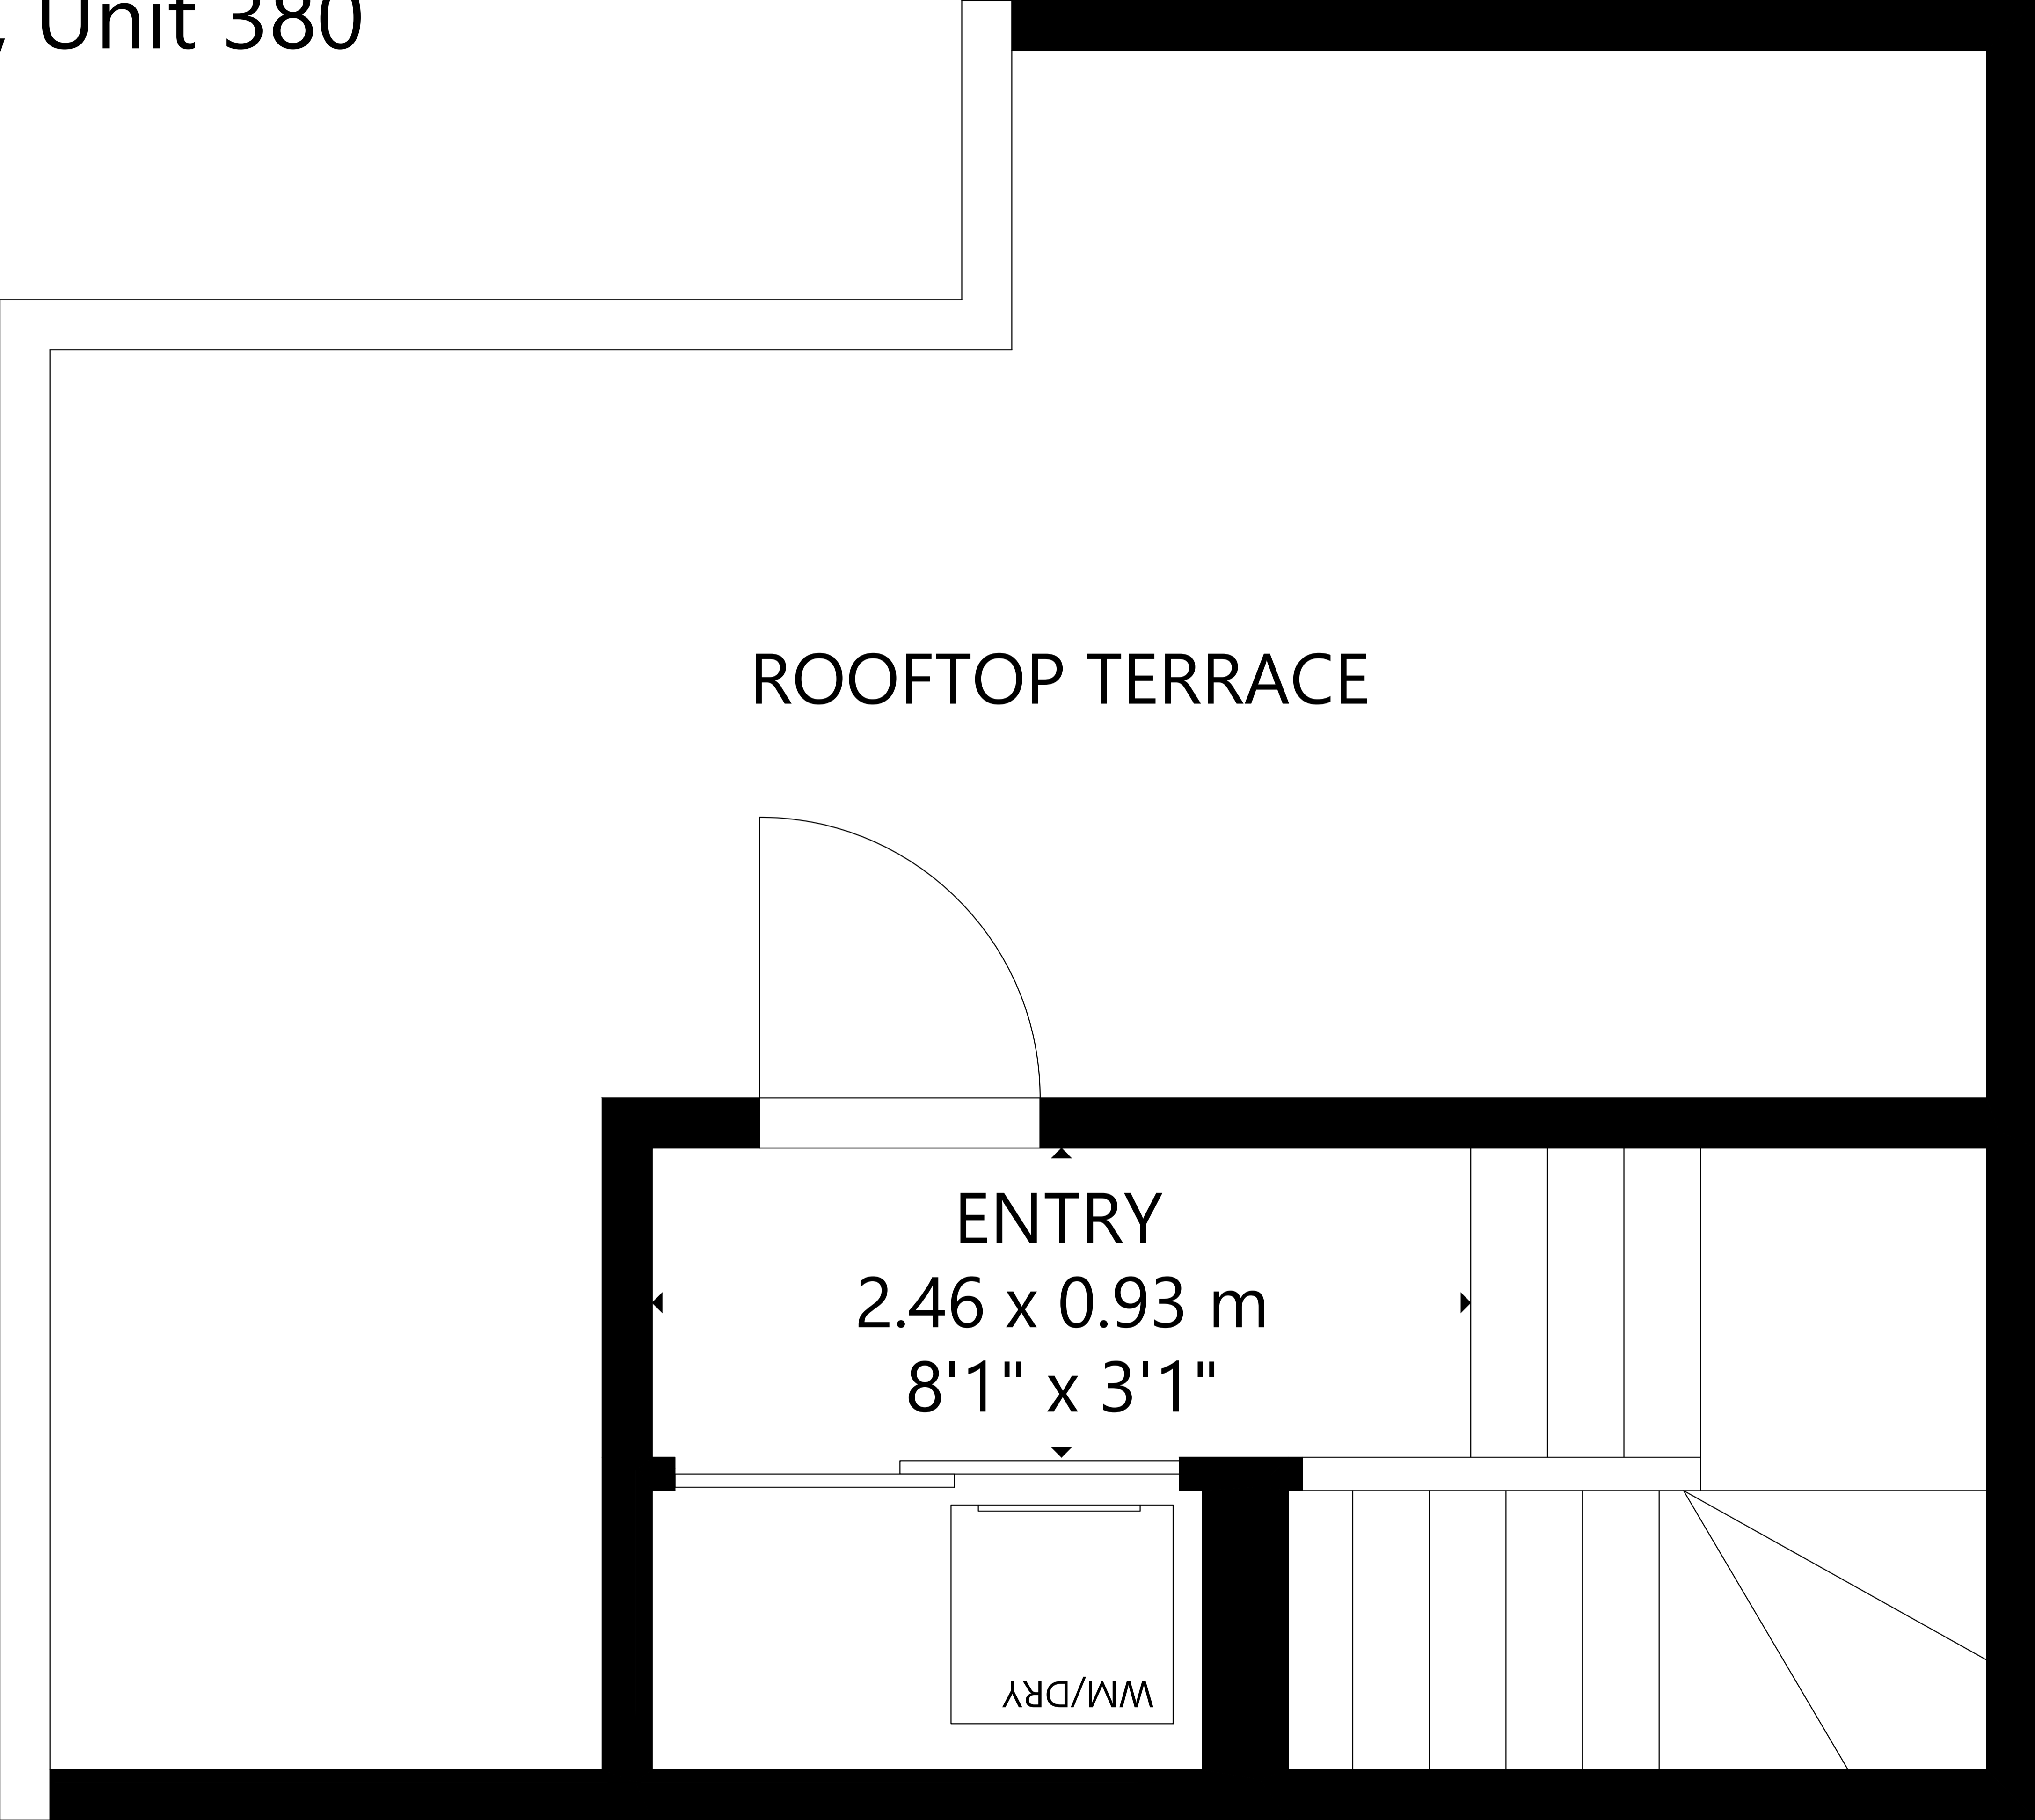 , Unit 380
ROOFTOP TERRACE
ENTRY
2.46 x 0.93 m
8'1" x 3'1"
WM/DRY